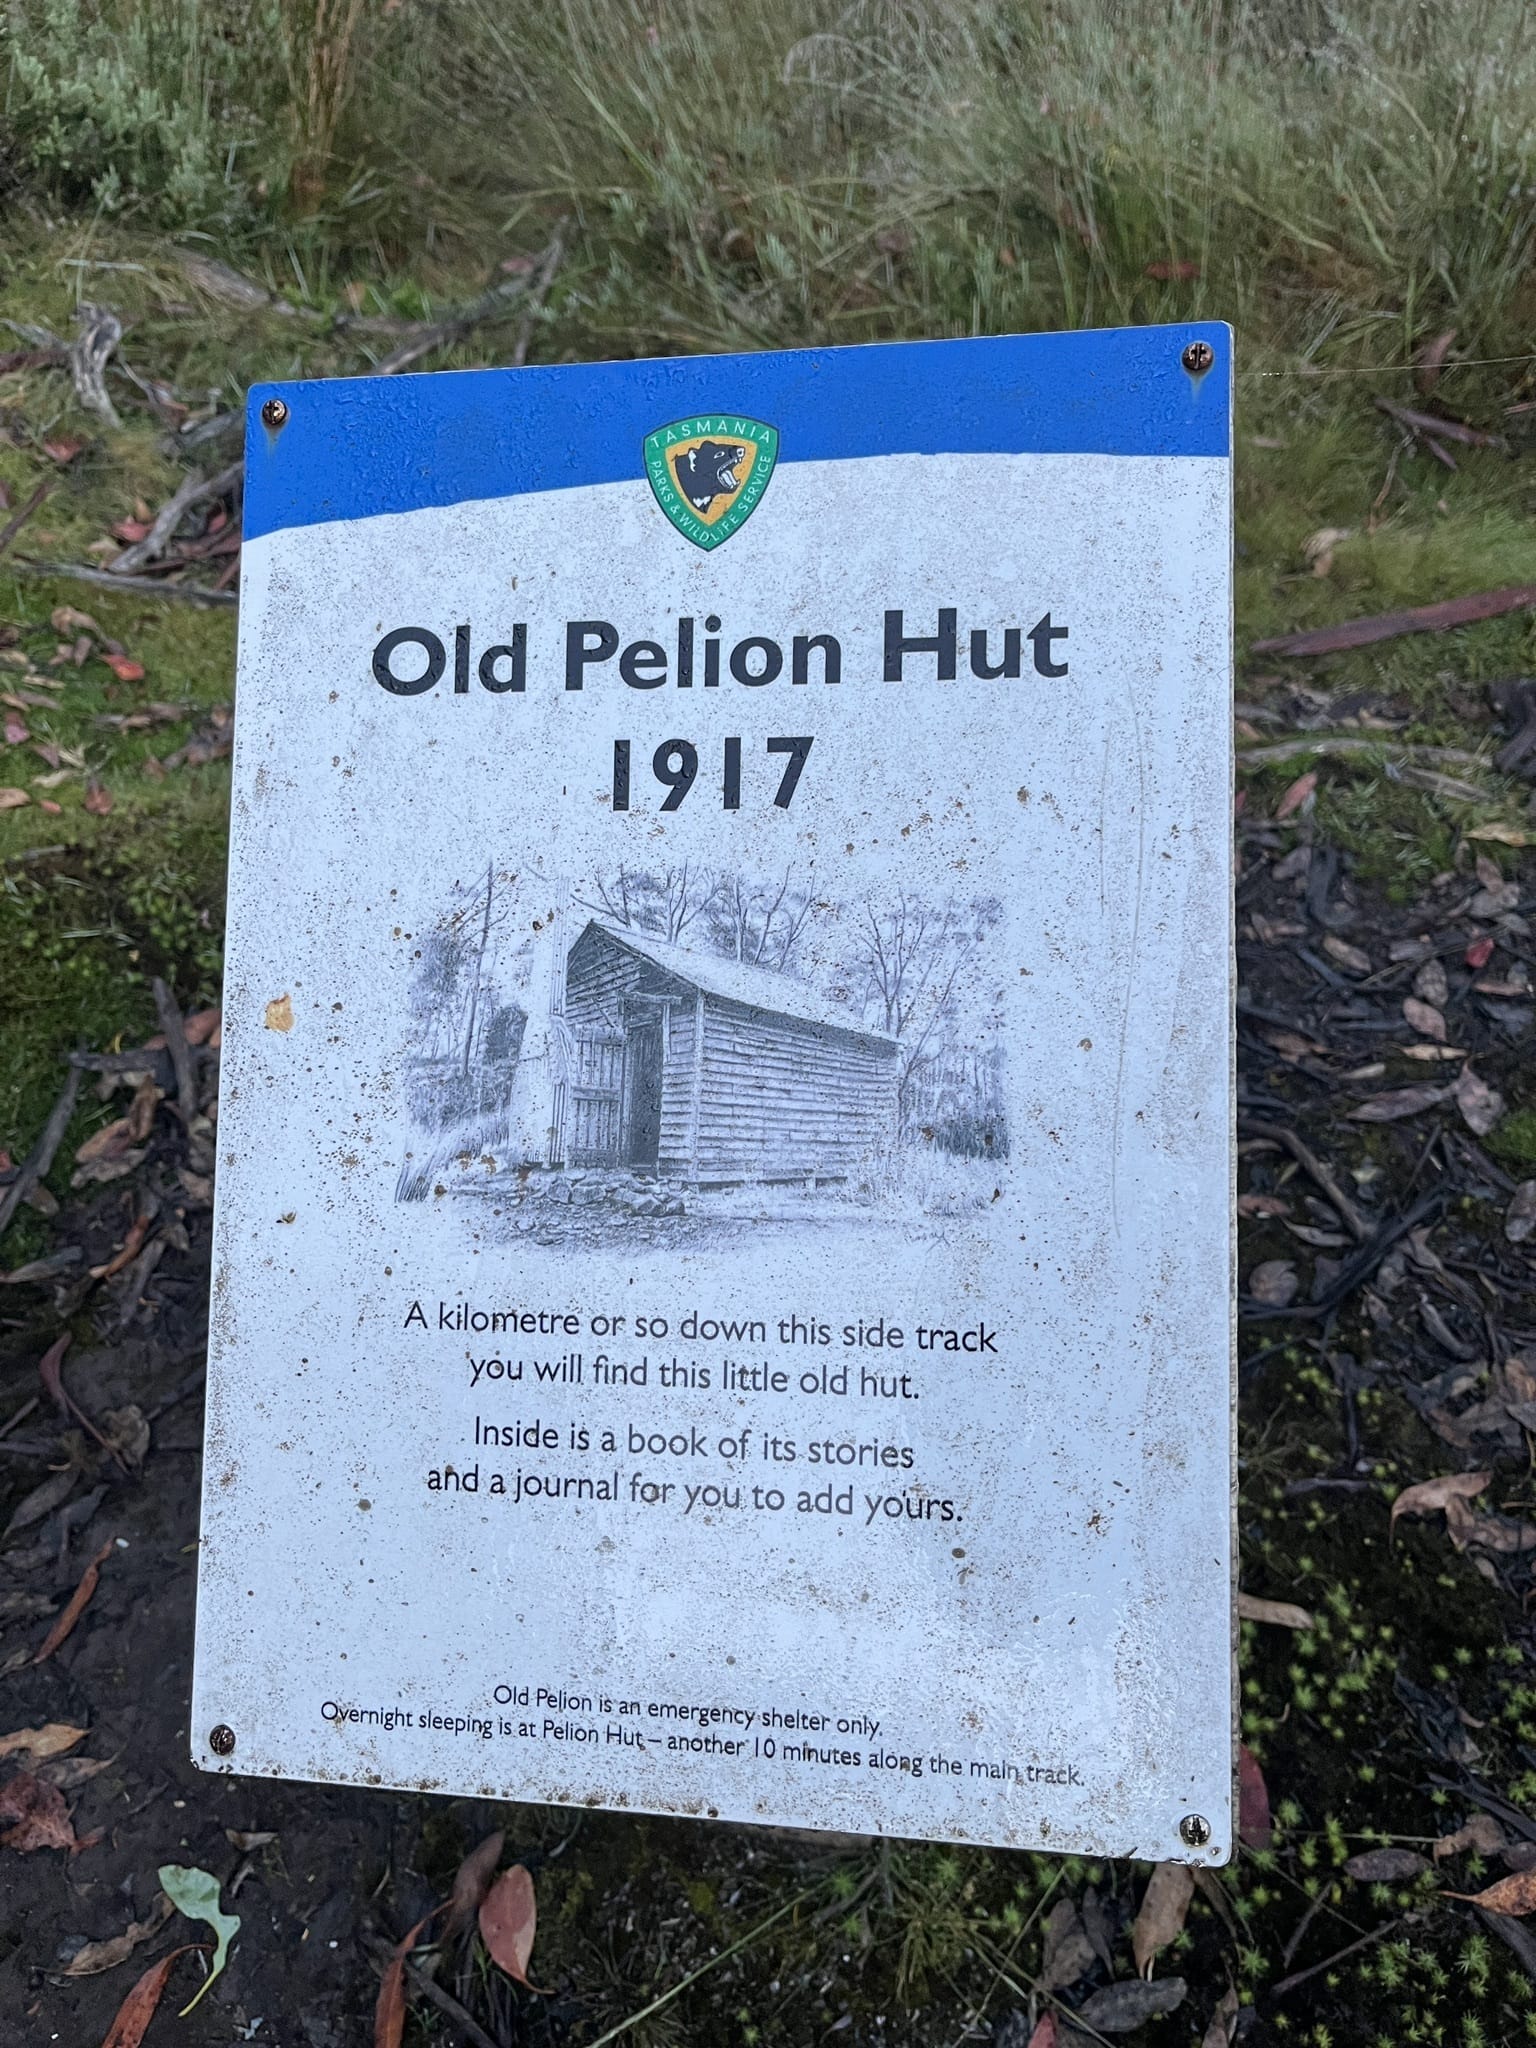 TASMANIA
PARKS & WILDLIFE SERVICE
Old Pelion Hut
1917
A kilometre or so down this side track
you will find this little old hut.
Inside is a book of its stories
and a journal for you to add yours.
Old Pelion is an emergency shelter only.
Overnight sleeping is at Pelion Hut – another 10 minutes along the main track.